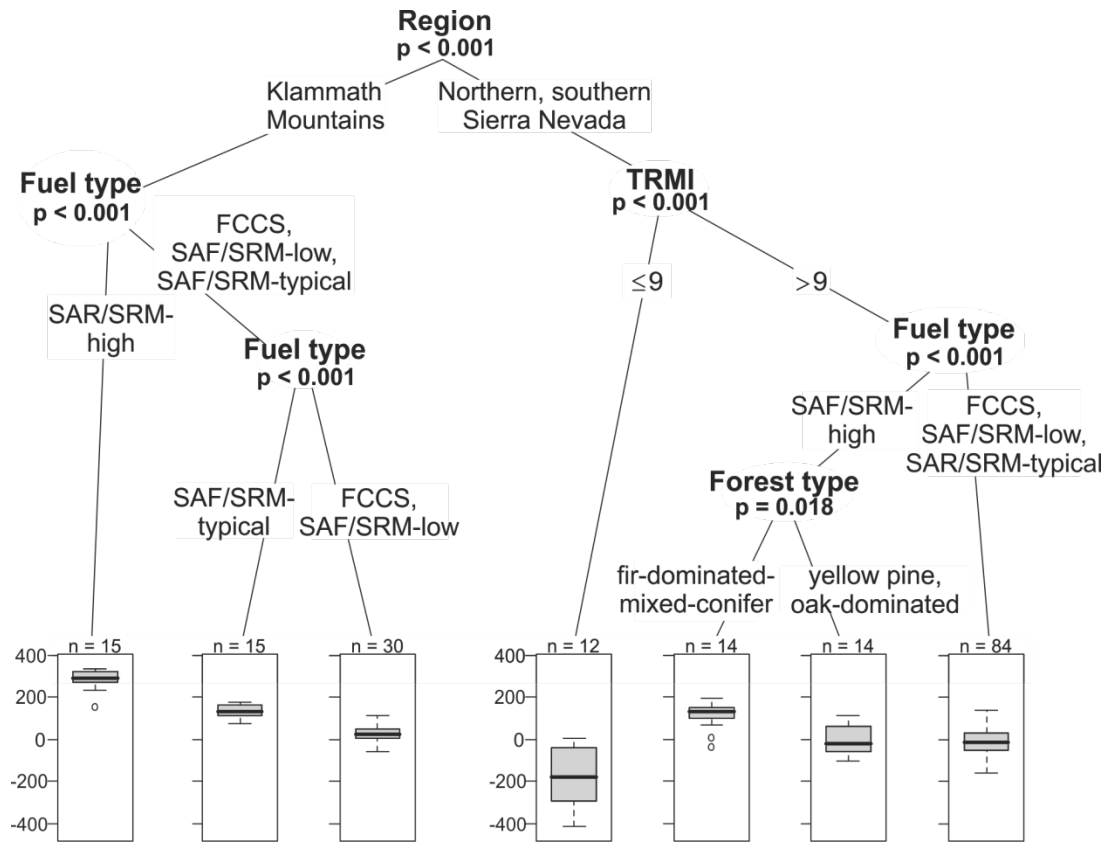 Region
p < 0.001
Klammath
Mountains
Northern, southern
Sierra Nevada
Fuel type
p < 0.001
TRMI
p < 0.001
FCCS,
SAF/SRM-low,
SAF/SRM-typical
≤9
>9
SAR/SRM-
high
Fuel type
p < 0.001
Fuel type
p < 0.001
SAF/SRM-
high
FCCS,
SAF/SRM-low,
SAR/SRM-typical
Forest type
p = 0.018
SAF/SRM-
typical
FCCS,
SAF/SRM-low
fir-dominated-
mixed-conifer
yellow pine,
oak-dominated
n = 15
n = 15
n = 30
n = 12
n = 14
n = 14
n = 84
400
200
0
-200
-400
400
200
0
-200
-400